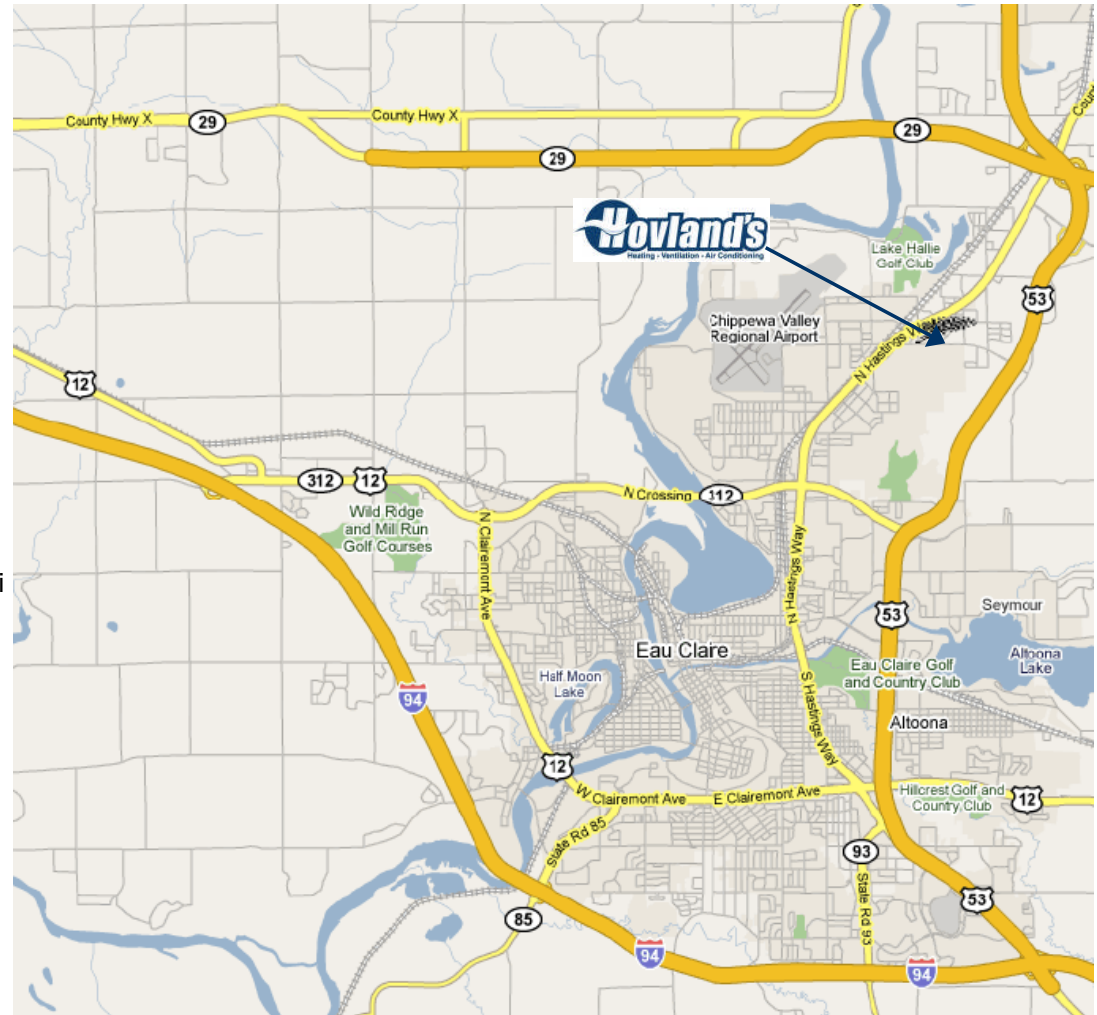 County Hwy X
29
County Hwy X
29
29
Hovland's
Heating - Ventilation - Air Conditioning
Lake Hallie
Golf Club
53
Chippewa Valley
Regional Airport
N Hastings
12
312
12
N Crossing
312
Wild Ridge
and Mill Run
Golf Courses
N Clairemont Ave
N Hastings Way
i
53
Seymour
Altoona
Lake
Eau Claire
Eau Claire Golf
and Country Club
Half Moon
Lake
94
S Hastings Way
Altoona
12
W Clairemont Ave
E Clairemont Ave
Hillcrest Golf and
Country Club
12
State Rd 85
93
State Rd 93
53
85
94
94